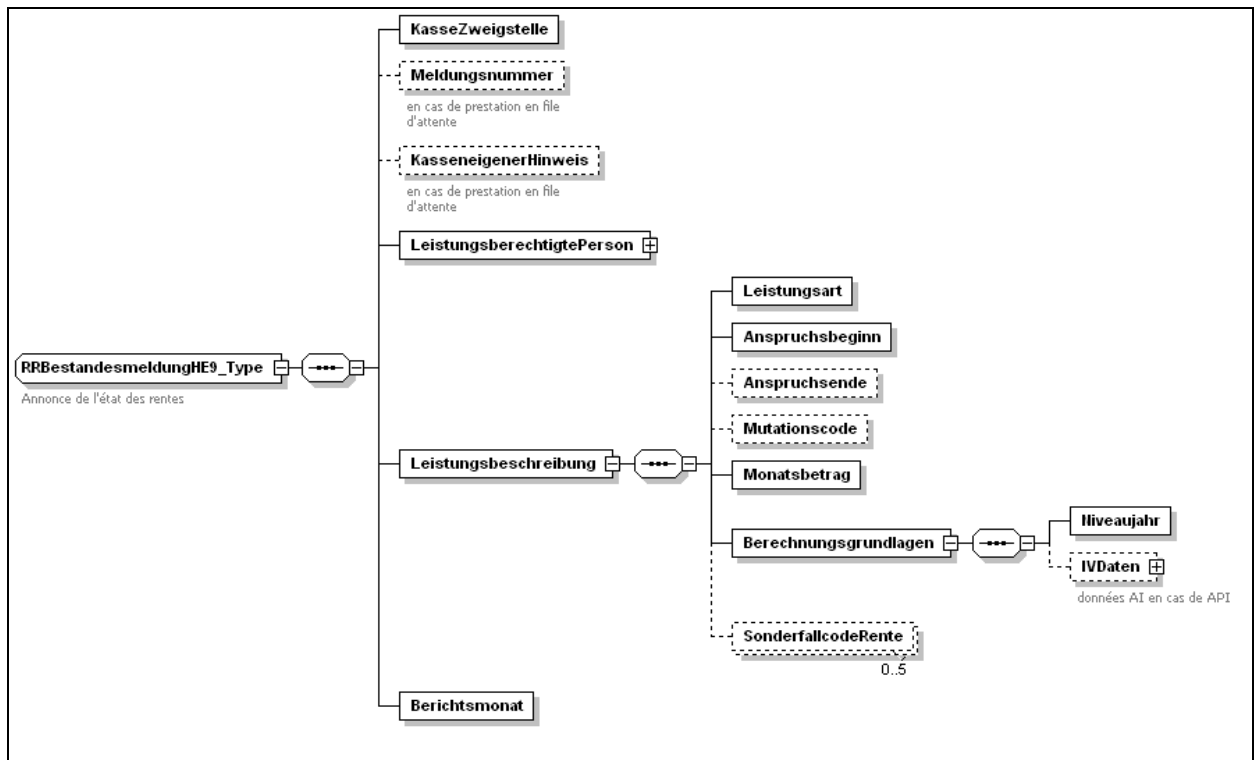 KasseZweigstelle
Meldungsnummer
en cas de prestation en file
d'attente
KasseneigenerHinweis
en cas de prestation en file
d'attente
LeistungsberechtigtePerson
RRBestandesmeldungHE9_Type
Annonce de l'état des rentes
Leistungsbeschreibung
Leistungsart
Anspruchsbeginn
Anspruchsende
Mutationscode
Monatsbetrag
Berechnungsgrundlagen
Niveaujahr
IVDaten
données AI en cas de API
SonderfallcodeRente
0..5
Berichtsmonat